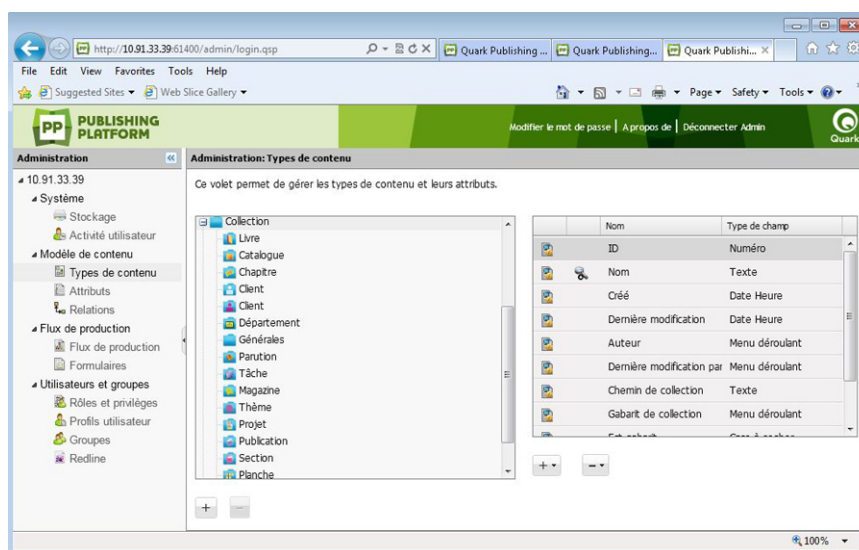 http://10.91.33.39:61400/admin/login.qsp
Quark Publishing ...
Quark Publishing...
Quark Publishi...
File Edit View Favorites Tools Help
Suggested Sites
Web Slice Gallery
Page Safety Tools
PP PUBLISHING PLATFORM
Modifier le mot de passe | A propos de | Déconnecter Admin
Quark
Administration
10.91.33.39
Système
Stockage
Activité utilisateur
Modèle de contenu
Types de contenu
Attributs
Relations
Flux de production
Flux de production
Formulaires
Utilisateurs et groupes
Rôles et privilèges
Profils utilisateur
Groupes
Redline
Administration: Types de contenu
Ce volet permet de gérer les types de contenu et leurs attributs.
Collection
Livre
Catalogue
Chapitre
Client
Client
Département
Générales
Parution
Tâche
Magazine
Thème
Projet
Publication
Section
Planche
Nom Type de champ
ID Numéro
Nom Texte
Créé Date Heure
Dernière modification Date Heure
Auteur Menu déroulant
Dernière modification par Menu déroulant
Chemin de collection Texte
Gabarit de collection Menu déroulant
100%